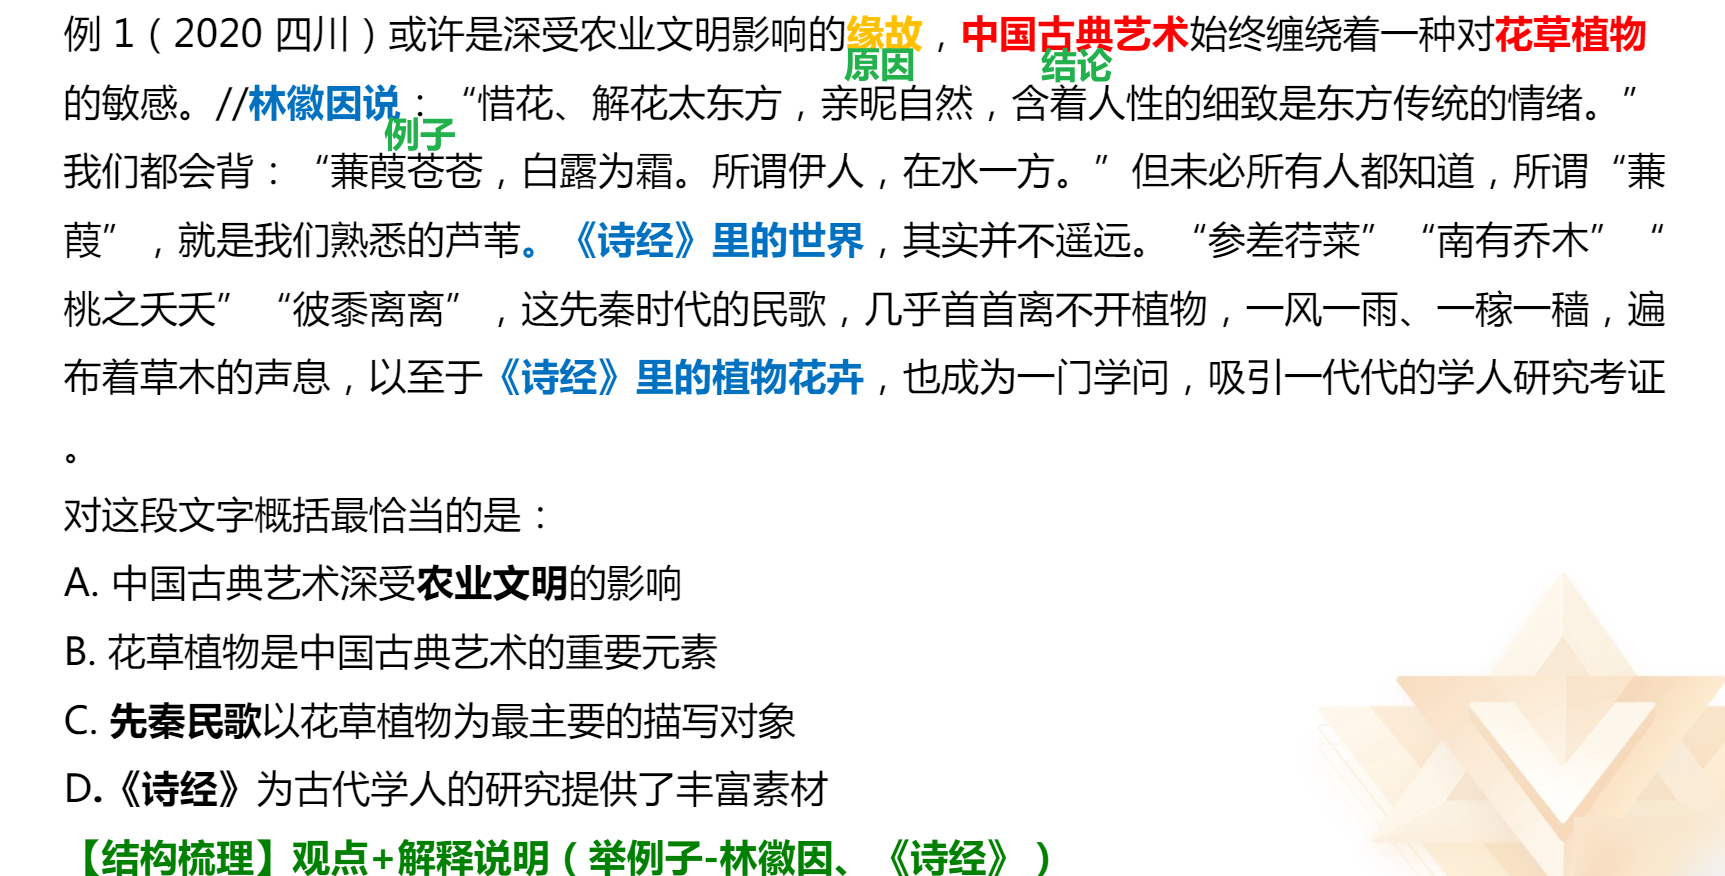 例 1（2020 四川）或许是深受农业文明影响的缘故，中国古典艺术始终缠绕着一种对花草植物
原因
结论
的敏感。//林徽因说：“惜花、解花太东方，亲昵自然，含着人性的细致是东方传统的情绪。”
例子
我们都会背：“蒹葭苍苍，白露为霜。所谓伊人，在水一方。”但未必所有人都知道，所谓“蒹
葭”，就是我们熟悉的芦苇。《诗经》里的世界，其实并不遥远。“参差荇菜”“南有乔木”“
桃之夭夭”“彼黍离离”，这先秦时代的民歌，几乎首首离不开植物，一风一雨、一稼一穑，遍
布着草木的声息，以至于《诗经》里的植物花卉，也成为一门学问，吸引一代代的学人研究考证
。
对这段文字概括最恰当的是：
A. 中国古典艺术深受农业文明的影响
B. 花草植物是中国古典艺术的重要元素
C. 先秦民歌以花草植物为最主要的描写对象
D.《诗经》为古代学人的研究提供了丰富素材
【结构梳理】观点+解释说明（举例子-林徽因、《诗经》）